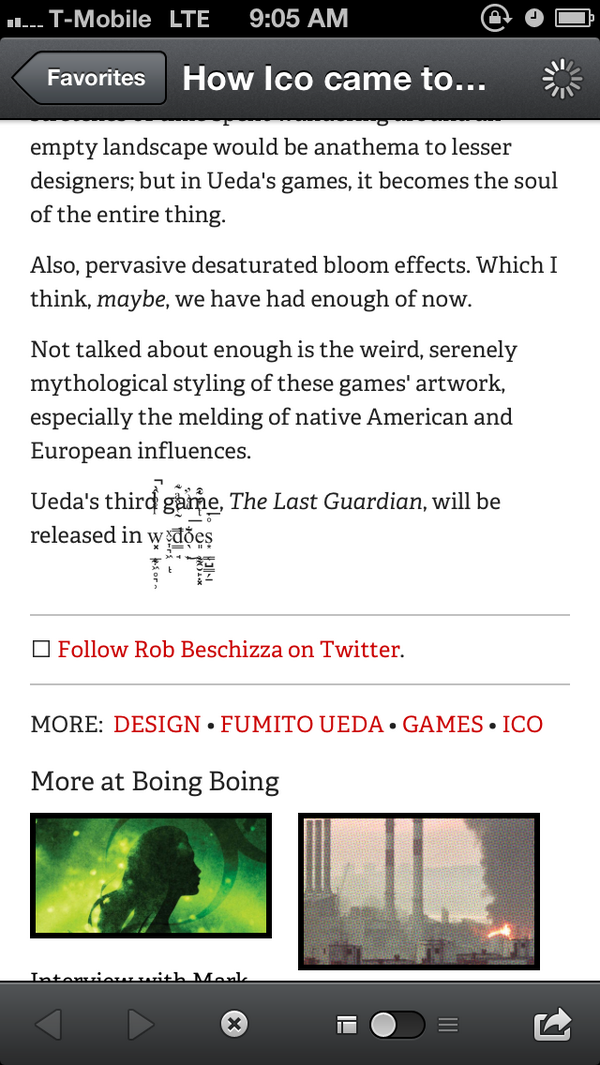 T-Mobile LTE 9:05 AM
Favorites
How Ico came to...
empty landscape would be anathema to lesser
designers; but in Ueda's games, it becomes the soul
of the entire thing.
Also, pervasive desaturated bloom effects. Which I
think, maybe, we have had enough of now.
Not talked about enough is the weird, serenely
mythological styling of these games' artwork,
especially the melding of native American and
European influences.
Ueda's third game, The Last Guardian, will be
released in
☐ Follow Rob Beschizza on Twitter.
MORE: DESIGN • FUMITO UEDA • GAMES • ICO
More at Boing Boing
Interview with Mark